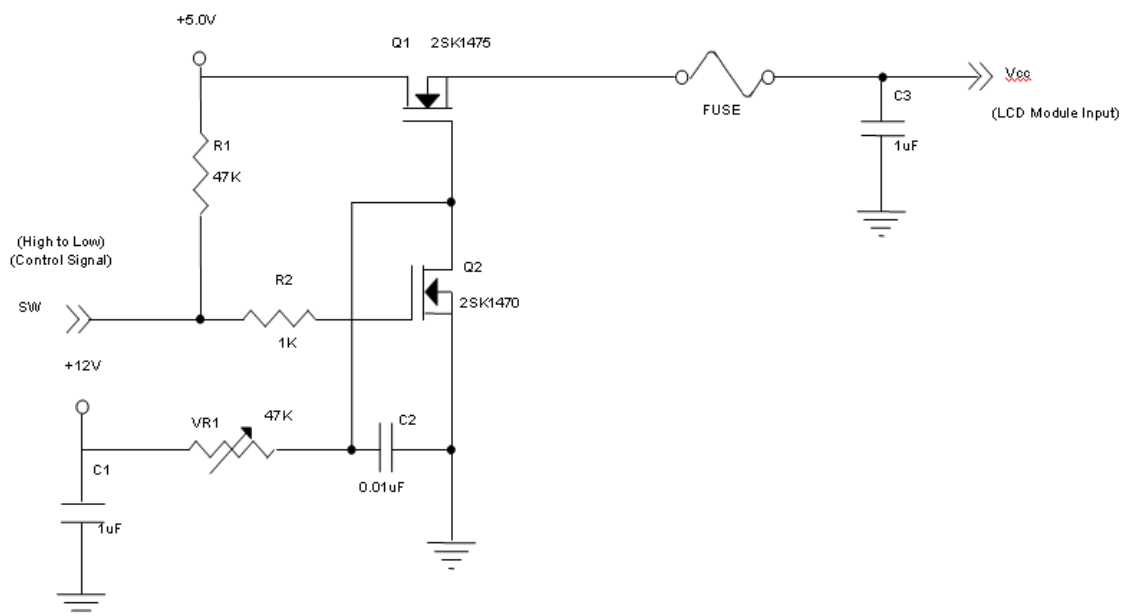 +5.0V
Q1 2SK1475
Vcc
C3
FUSE
(LCD Module Input)
R1
1uF
47K
(High to Low)
(Control Signal)
Q2
R2
SW
2SK1470
1K
+12V
VR1
47K
C2
C1
0.01uF
1uF